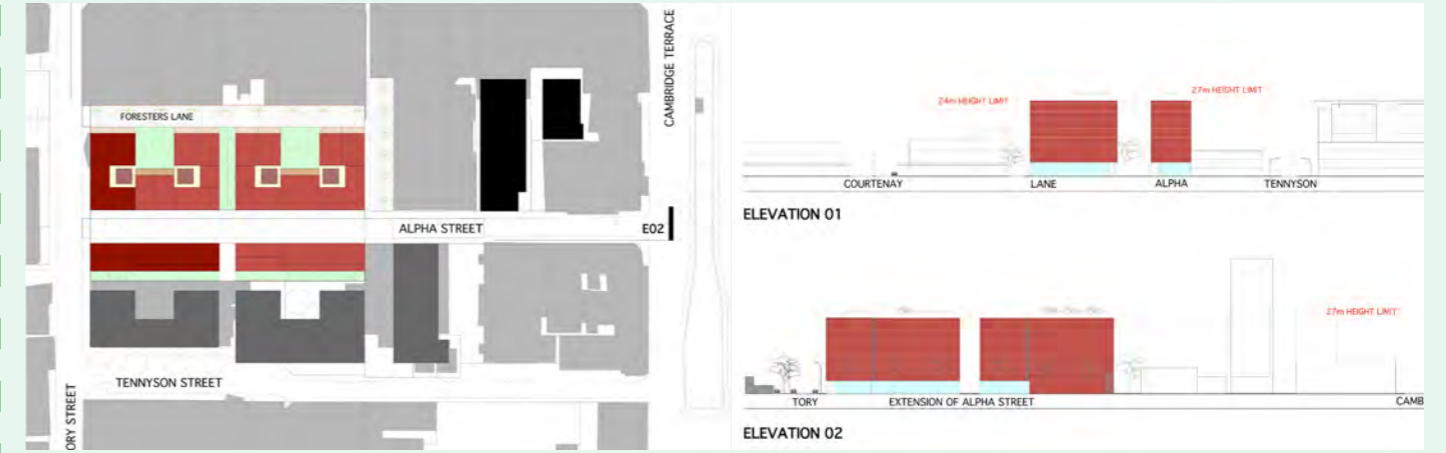 CAMBRIDGE TERRACE
FORESTERS LANE
ALPHA STREET
E02
TENNYSON STREET
ORY STREET
24m HEIGHT LIMIT
27m HEIGHT LIMIT
COURTENAY
LANE
ALPHA
TENNYSON
ELEVATION 01
27m HEIGHT LIMIT
TORY
EXTENSION OF ALPHA STREET
CAMB
ELEVATION 02